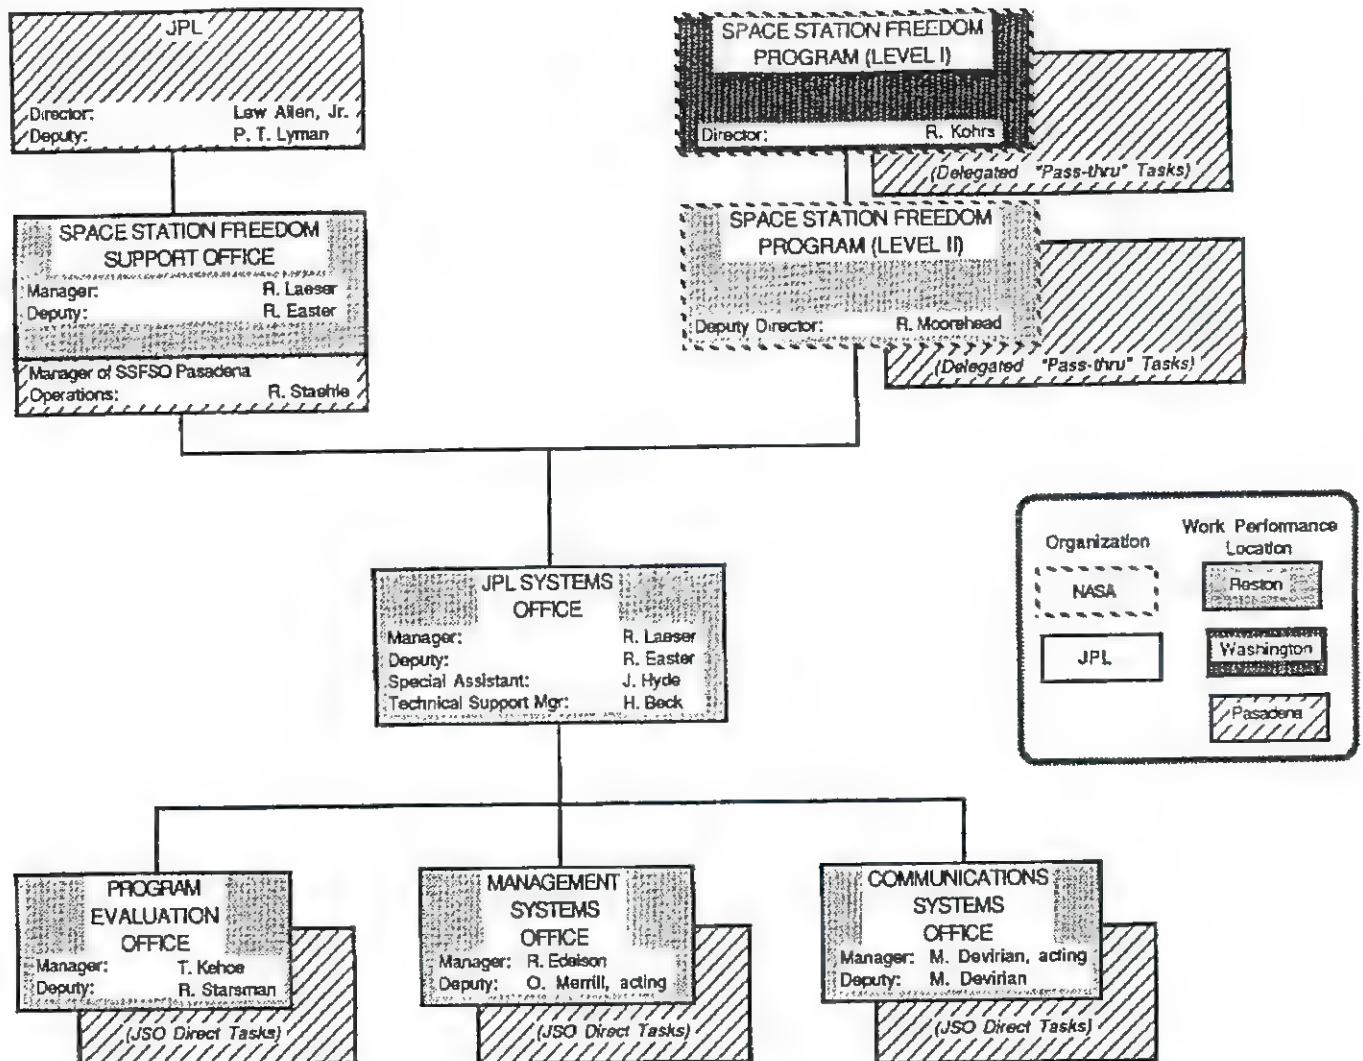 JPL
Director: Lew Allen, Jr.
Deputy: P. T. Lyman
SPACE STATION FREEDOM
PROGRAM (LEVEL I)
Director: R. Kohrs
(Delegated "Pass-thru" Tasks)
SPACE STATION FREEDOM
SUPPORT OFFICE
Manager: R. Laeser
Deputy: R. Easter
Manager of SSFSO Pasadena
Operations: R. Staehle
SPACE STATION FREEDOM
PROGRAM (LEVEL II)
Deputy Director: R. Moorehead
(Delegated "Pass-thru" Tasks)
Organization
NASA
JPL
Work Performance
Location
Reston
Washington
Pasadena
JPL SYSTEMS
OFFICE
Manager: R. Laeser
Deputy: R. Easter
Special Assistant: J. Hyde
Technical Support Mgr: H. Beck
PROGRAM
EVALUATION
OFFICE
Manager: T. Kehoe
Deputy: R. Starsman
(JSO Direct Tasks)
MANAGEMENT
SYSTEMS
OFFICE
Manager: R. Edelson
Deputy: O. Merrill, acting
(JSO Direct Tasks)
COMMUNICATIONS
SYSTEMS
OFFICE
Manager: M. Devirian, acting
Deputy: M. Devirian
(JSO Direct Tasks)